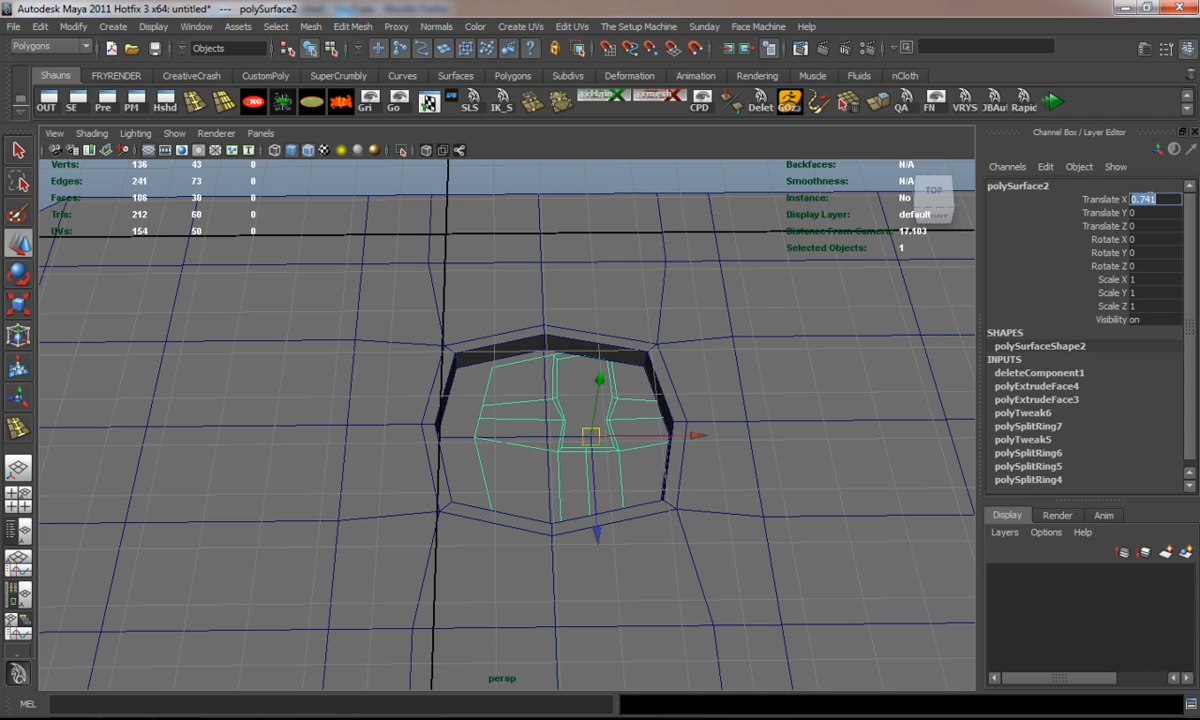 Autodesk Maya 2011 Hotfix 3 x64: untitled* --- polySurface2
File Edit Modify Create Display Window Assets Select Mesh Edit Mesh Proxy Normals Color Create UVs Edit UVs The Setup Machine Sunday Face Machine Help
Polygons Objects
Shauns FRYRENDER CreativeCrash CustomPoly SuperCrumbly Curves Surfaces Polygons Subdivs Deformation Animation Rendering Muscle Fluids nCloth
OUT SE Pre PM Hshd Gri Go SLS IK_S axMain axmesh CPD Delet GOz3 QA FN VRYS JBAu Rapic
View Shading Lighting Show Renderer Panels
Channel Box / Layer Editor
Channels Edit Object Show
Verts: 136 43 0
Edges: 241 73 0
Faces: 106 30 0
Tris: 212 60 0
UVs: 154 50 0
Backfaces: N/A
Smoothness: N/A
Instance: No
Display Layer: default
Distance From Camera: 17.103
Selected Objects: 1
TOP
FRONT
polySurface2
Translate X 0.741
Translate Y 0
Translate Z 0
Rotate X 0
Rotate Y 0
Rotate Z 0
Scale X 1
Scale Y 1
Scale Z 1
Visibility on
SHAPES
polySurfaceShape2
INPUTS
deleteComponent1
polyExtrudeFace4
polyExtrudeFace3
polyTweak6
polySplitRing7
polyTweak5
polySplitRing6
polySplitRing5
polySplitRing4
Display Render Anim
Layers Options Help
persp
MEL